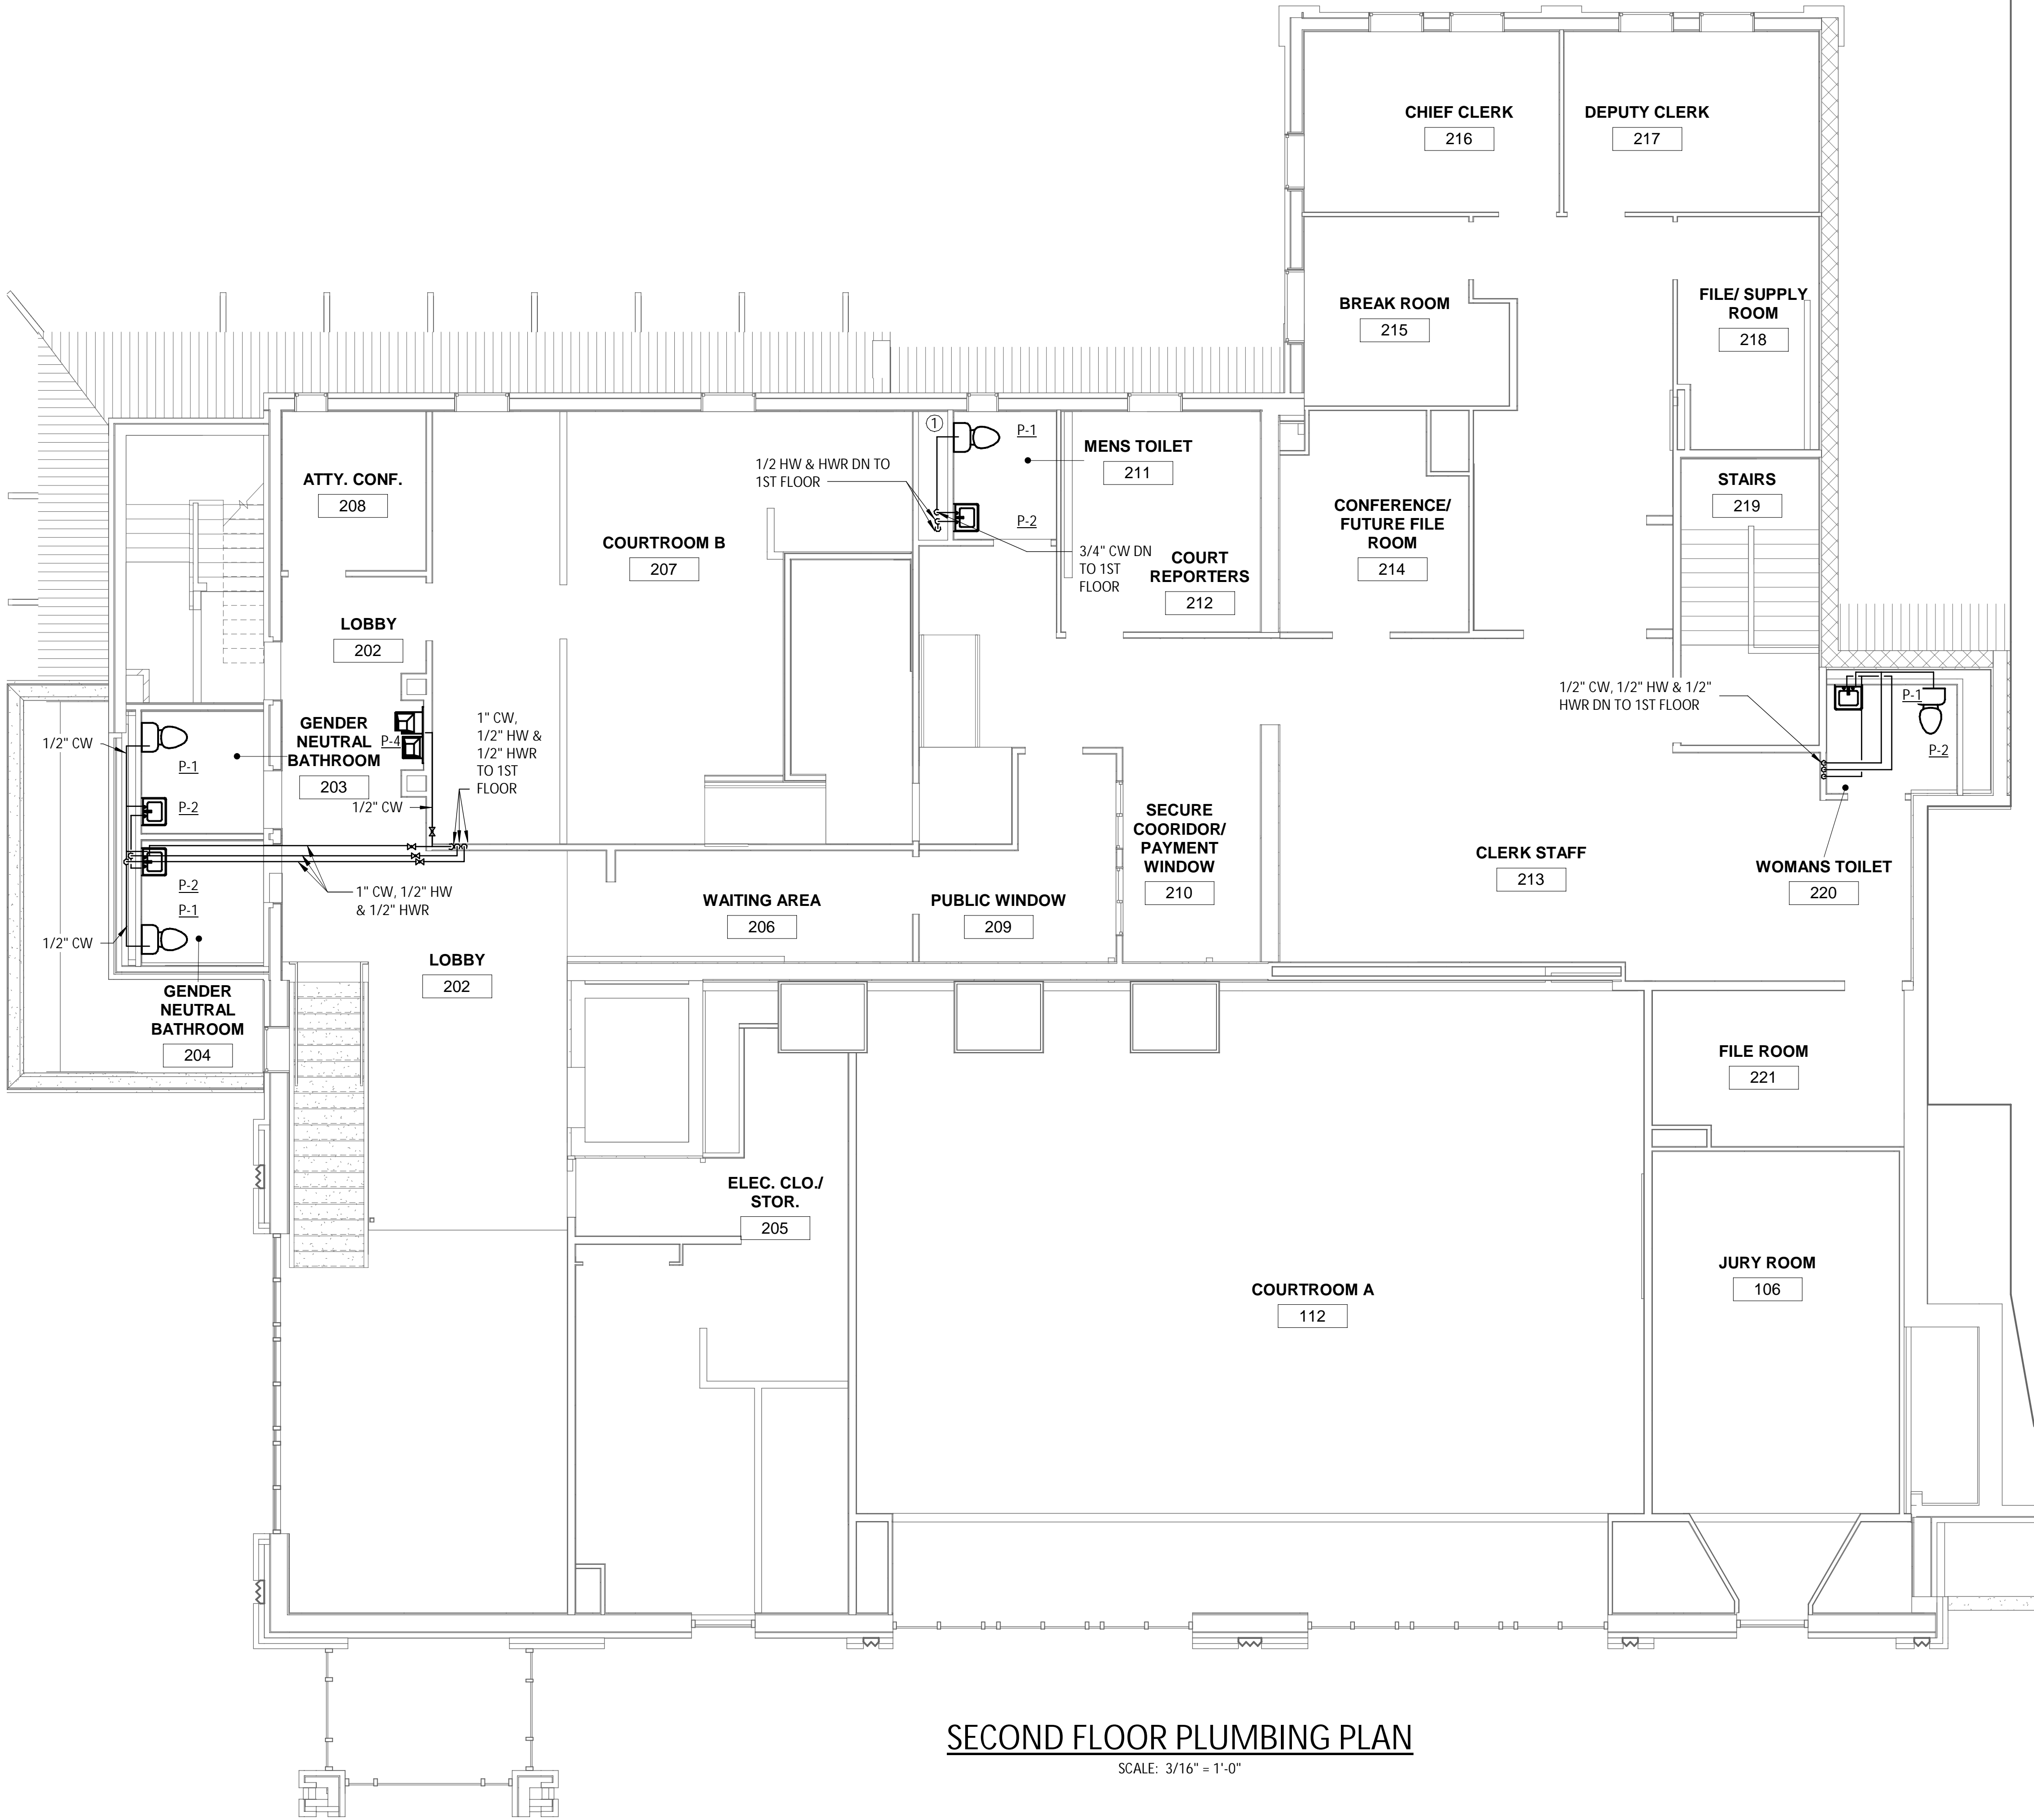 CHIEF CLERK
216
DEPUTY CLERK
217
BREAK ROOM
215
FILE/ SUPPLY
ROOM
218
1
P-1
MENS TOILET
211
1/2 HW & HWR DN TO
1ST FLOOR
P-2
3/4" CW DN
TO 1ST
FLOOR
COURT
REPORTERS
212
ATTY. CONF.
208
COURTROOM B
207
CONFERENCE/
FUTURE FILE
ROOM
214
STAIRS
219
LOBBY
202
1/2" CW, 1/2" HW & 1/2"
HWR DN TO 1ST FLOOR
P-1
P-2
1/2" CW
P-1
GENDER
NEUTRAL
BATHROOM
203
P-4
1" CW,
1/2" HW &
1/2" HWR
TO 1ST
FLOOR
P-2
1/2" CW
SECURE
COORIDOR/
PAYMENT
WINDOW
210
CLERK STAFF
213
WOMANS TOILET
220
P-2
P-1
1" CW, 1/2" HW
& 1/2" HWR
WAITING AREA
206
PUBLIC WINDOW
209
1/2" CW
LOBBY
202
GENDER
NEUTRAL
BATHROOM
204
FILE ROOM
221
ELEC. CLO./
STOR.
205
COURTROOM A
112
JURY ROOM
106
SECOND FLOOR PLUMBING PLAN
SCALE: 3/16" = 1'-0"